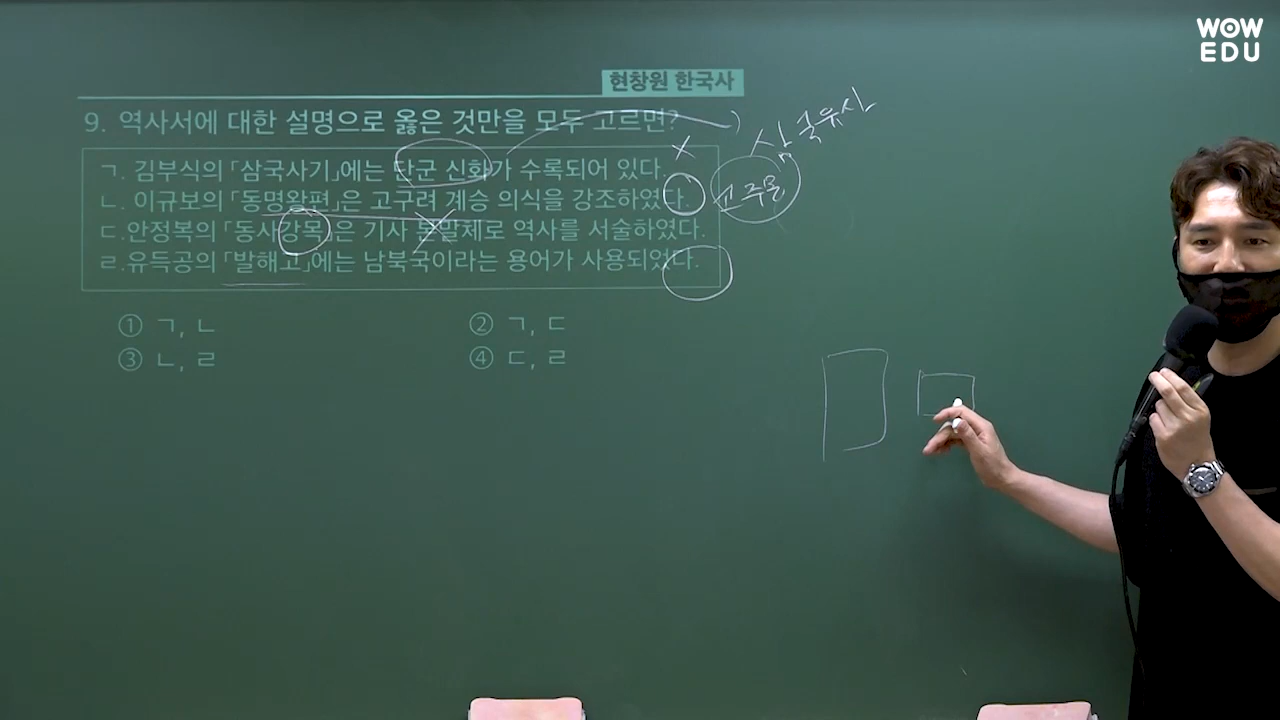 WOW
EDU
현창원 한국사
9. 역사서에 대한 설명으로 옳은 것만을 모두 고르면?
삼국유사
ㄱ. 김부식의 「삼국사기」에는 단군 신화가 수록되어 있다.
ㄴ. 이규보의 「동명왕편」은 고구려 계승 의식을 강조하였다.
고주몽
ㄷ.안정복의 「동사강목」은 기사 본말체로 역사를 서술하였다.
ㄹ.유득공의 「발해고」에는 남북국이라는 용어가 사용되었다.
① ㄱ, ㄴ ② ㄱ, ㄷ
③ ㄴ, ㄹ ④ ㄷ, ㄹ